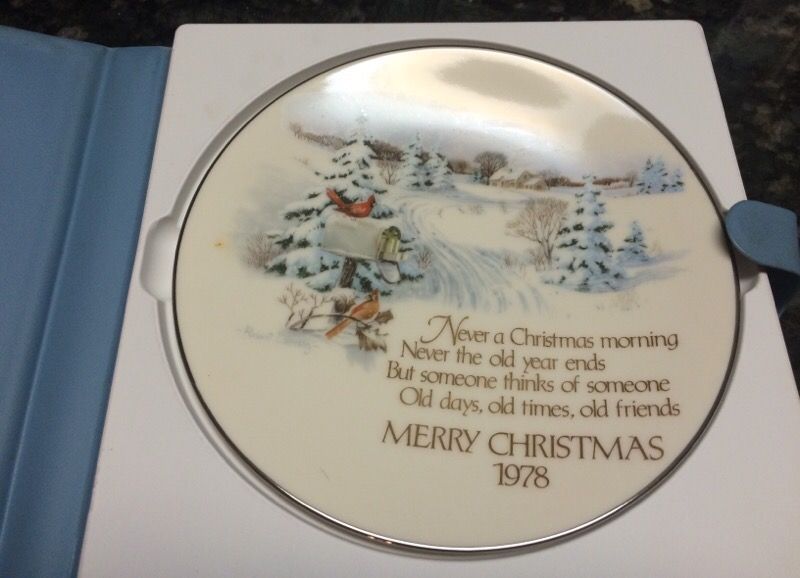 Never a Christmas morning
Never the old year ends
But someone thinks of someone
Old days, old times, old friends
MERRY CHRISTMAS
1978